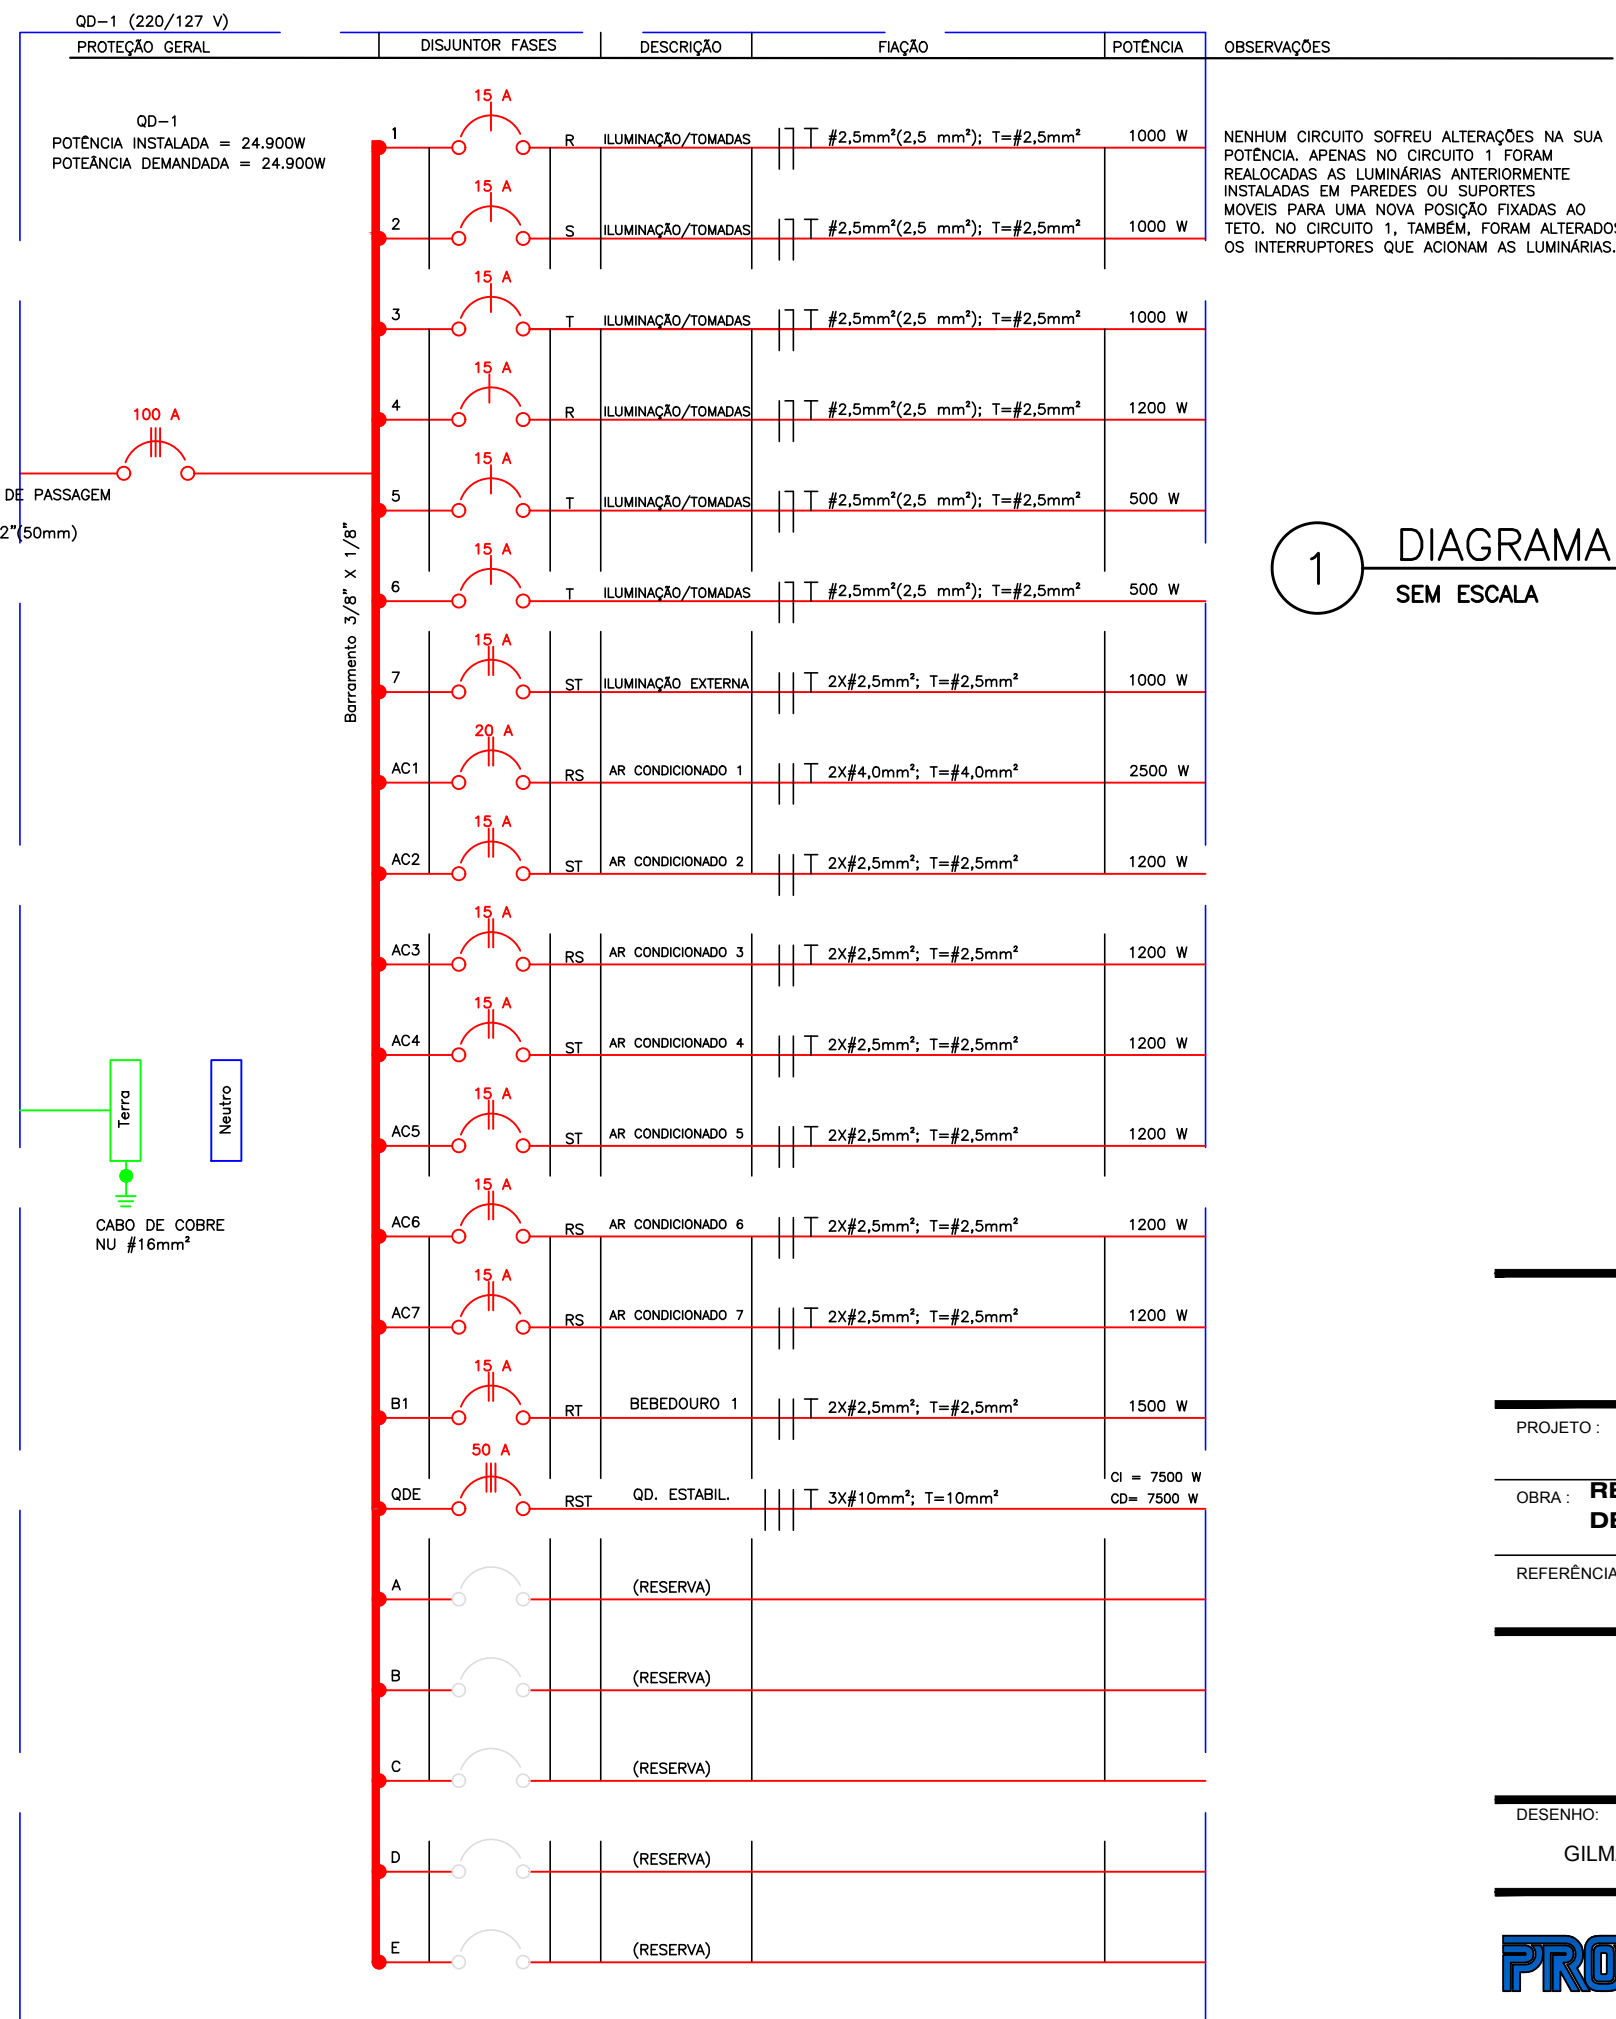 QD-1 (220/127 V)
PROTEÇÃO GERAL DISJUNTOR FASES DESCRIÇÃO FIAÇÃO POTÊNCIA OBSERVAÇÕES
QD-1
POTÊNCIA INSTALADA = 24.900W
POTEÂNCIA DEMANDADA = 24.900W
100 A
DE PASSAGEM
2"(50mm)
Barramento 3/8" X 1/8"
Terra
Neutro
CABO DE COBRE
NU #16mm²
15 A
1 R ILUMINAÇÃO/TOMADAS #2,5mm²(2,5 mm²); T=#2,5mm² 1000 W
15 A
2 S ILUMINAÇÃO/TOMADAS #2,5mm²(2,5 mm²); T=#2,5mm² 1000 W
15 A
3 T ILUMINAÇÃO/TOMADAS #2,5mm²(2,5 mm²); T=#2,5mm² 1000 W
15 A
4 R ILUMINAÇÃO/TOMADAS #2,5mm²(2,5 mm²); T=#2,5mm² 1200 W
15 A
5 T ILUMINAÇÃO/TOMADAS #2,5mm²(2,5 mm²); T=#2,5mm² 500 W
15 A
6 T ILUMINAÇÃO/TOMADAS #2,5mm²(2,5 mm²); T=#2,5mm² 500 W
15 A
7 ST ILUMINAÇÃO EXTERNA 2X#2,5mm²; T=#2,5mm² 1000 W
20 A
AC1 RS AR CONDICIONADO 1 2X#4,0mm²; T=#4,0mm² 2500 W
15 A
AC2 ST AR CONDICIONADO 2 2X#2,5mm²; T=#2,5mm² 1200 W
15 A
AC3 RS AR CONDICIONADO 3 2X#2,5mm²; T=#2,5mm² 1200 W
15 A
AC4 ST AR CONDICIONADO 4 2X#2,5mm²; T=#2,5mm² 1200 W
15 A
AC5 ST AR CONDICIONADO 5 2X#2,5mm²; T=#2,5mm² 1200 W
15 A
AC6 RS AR CONDICIONADO 6 2X#2,5mm²; T=#2,5mm² 1200 W
15 A
AC7 RS AR CONDICIONADO 7 2X#2,5mm²; T=#2,5mm² 1200 W
15 A
B1 RT BEBEDOURO 1 2X#2,5mm²; T=#2,5mm² 1500 W
50 A
QDE RST QD. ESTABIL. 3X#10mm²; T=10mm² CI = 7500 W
CD= 7500 W
A (RESERVA)
B (RESERVA)
C (RESERVA)
D (RESERVA)
E (RESERVA)
NENHUM CIRCUITO SOFREU ALTERAÇÕES NA SUA
POTÊNCIA. APENAS NO CIRCUITO 1 FORAM
REALOCADAS AS LUMINÁRIAS ANTERIORMENTE
INSTALADAS EM PAREDES OU SUPORTES
MOVEIS PARA UMA NOVA POSIÇÃO FIXADAS AO
TETO. NO CIRCUITO 1, TAMBÉM, FORAM ALTERADOS
OS INTERRUPTORES QUE ACIONAM AS LUMINÁRIAS.
1 DIAGRAMA
SEM ESCALA
PROJETO :
OBRA : RE
DE
REFERÊNCIA
DESENHO:
GILMA
PRO